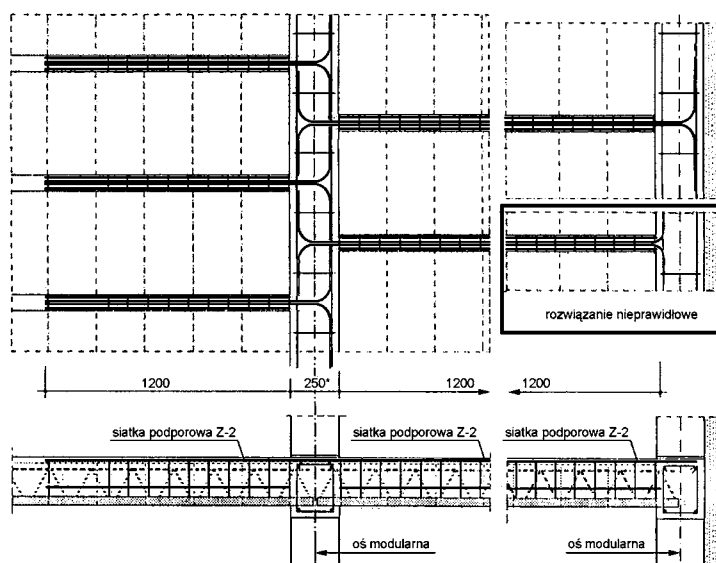 rozwiązanie nieprawidłowe
1200 250* 1200 1200
siatka podporowa Z-2 siatka podporowa Z-2 siatka podporowa Z-2
oś modularna oś modularna